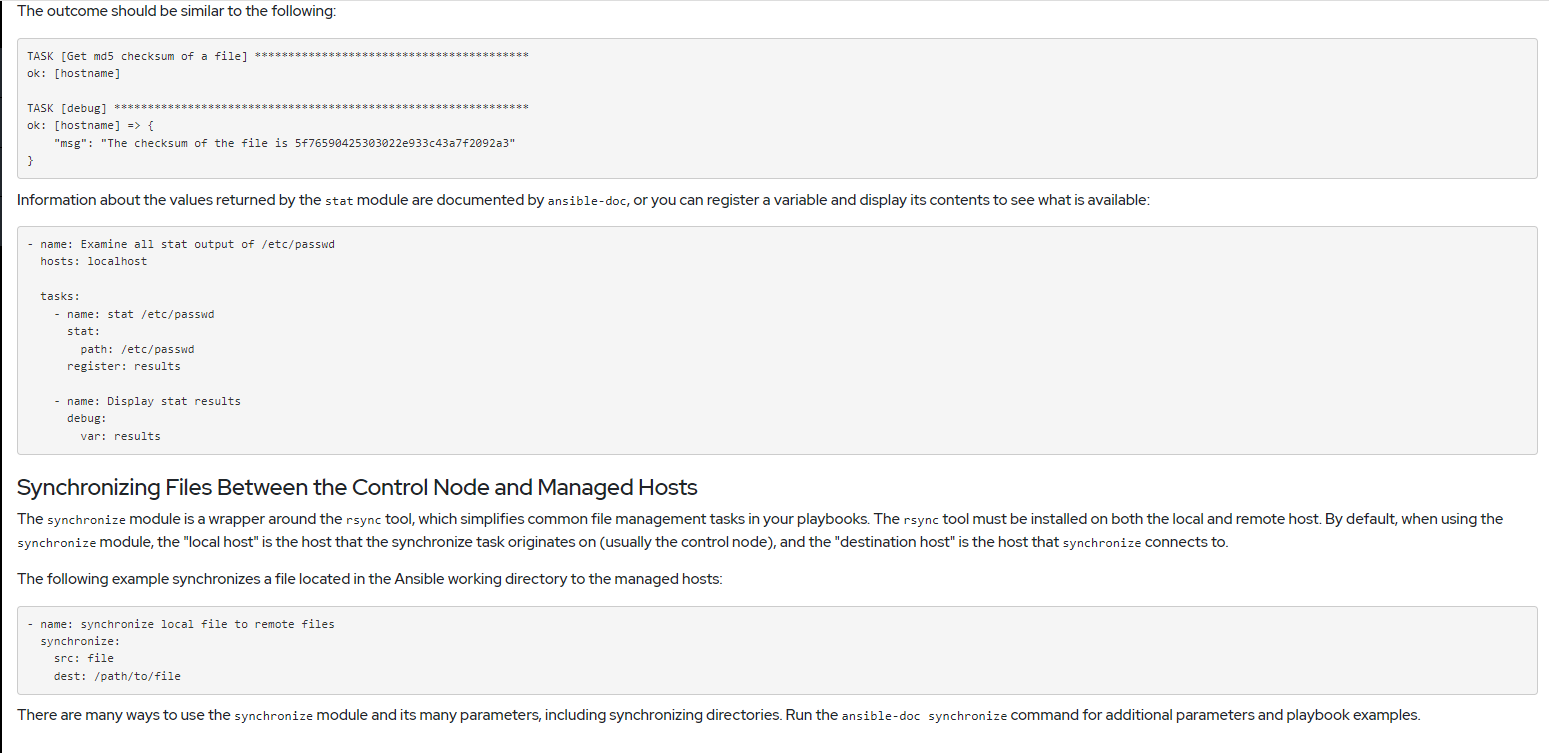 The outcome should be similar to the following:
TASK [Get md5 checksum of a file] *****************************************
ok: [hostname]
TASK [debug] **************************************************************
ok: [hostname] => {
    "msg": "The checksum of the file is 5f76590425303022e933c43a7f2092a3"
}
Information about the values returned by the stat module are documented by ansible-doc, or you can register a variable and display its contents to see what is available:
- name: Examine all stat output of /etc/passwd
  hosts: localhost
  tasks:
    - name: stat /etc/passwd
      stat:
        path: /etc/passwd
      register: results
    - name: Display stat results
      debug:
        var: results
Synchronizing Files Between the Control Node and Managed Hosts
The synchronize module is a wrapper around the rsync tool, which simplifies common file management tasks in your playbooks. The rsync tool must be installed on both the local and remote host. By default, when using the
synchronize module, the "local host" is the host that the synchronize task originates on (usually the control node), and the "destination host" is the host that synchronize connects to.
The following example synchronizes a file located in the Ansible working directory to the managed hosts:
- name: synchronize local file to remote files
  synchronize:
    src: file
    dest: /path/to/file
There are many ways to use the synchronize module and its many parameters, including synchronizing directories. Run the ansible-doc synchronize command for additional parameters and playbook examples.